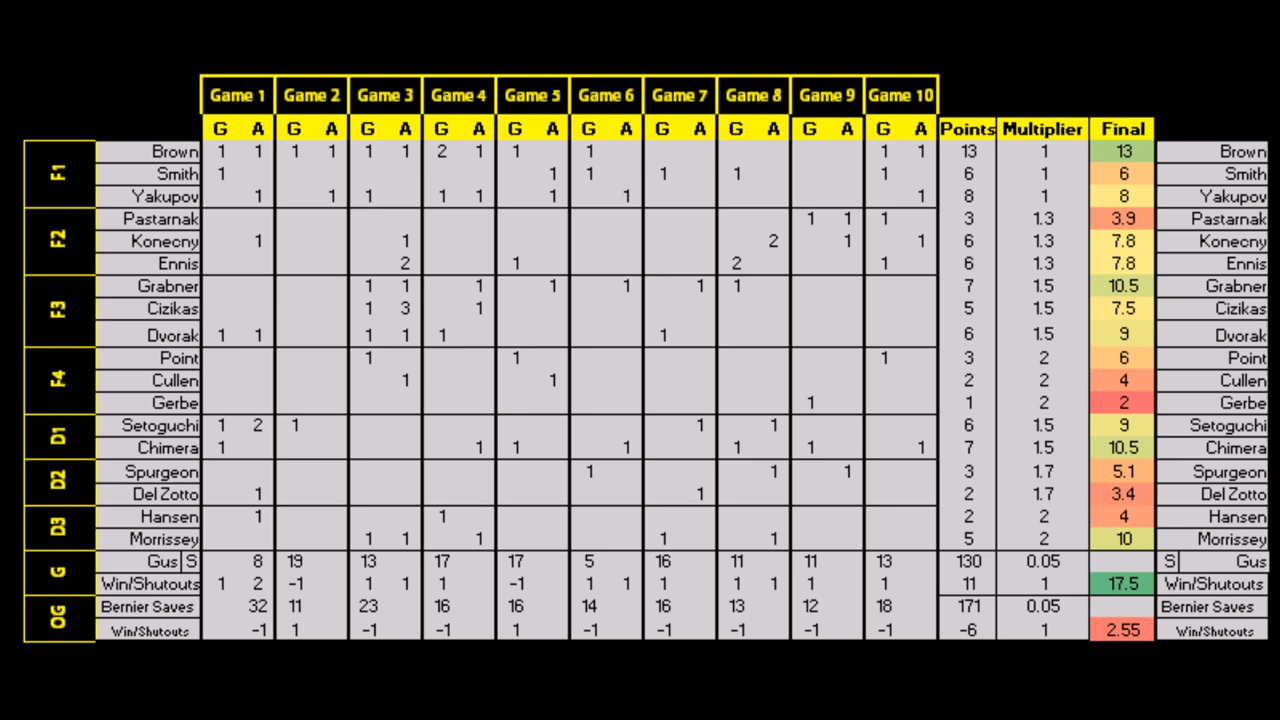 Game 1 Game 2 Game 3 Game 4 Game 5 Game 6 Game 7 Game 8 Game 9 Game 10
G A G A G A G A G A G A G A G A G A G A Points Multiplier Final
F1
Brown 1 1 1 1 1 1 2 1 1 1 1 1 13 1 13 Brown
Smith 1 1 1 1 1 1 6 1 6 Smith
Yakupov 1 1 1 1 1 1 1 1 8 1 8 Yakupov
F2
Pastarnak 1 1 1 3 1.3 3.9 Pastarnak
Konecny 1 1 2 1 1 6 1.3 7.8 Konecny
Ennis 2 1 2 1 6 1.3 7.8 Ennis
F3
Grabner 1 1 1 1 1 1 1 7 1.5 10.5 Grabner
Cizikas 1 3 1 5 1.5 7.5 Cizikas
Dvorak 1 1 1 1 1 1 6 1.5 9 Dvorak
F4
Point 1 1 1 3 2 6 Point
Cullen 1 1 2 2 4 Cullen
Gerbe 1 1 2 2 Gerbe
D1
Setoguchi 1 2 1 1 1 6 1.5 9 Setoguchi
Chimera 1 1 1 1 1 1 1 7 1.5 10.5 Chimera
D2
Spurgeon 1 1 1 3 1.7 5.1 Spurgeon
Del Zotto 1 1 2 1.7 3.4 Del Zotto
D3
Hansen 1 1 2 2 4 Hansen
Morrissey 1 1 1 1 1 5 2 10 Morrissey
G
Gus S 8 19 13 17 17 5 16 11 11 13 130 0.05 S Gus
Win/Shutouts 1 2 -1 1 1 1 -1 1 1 1 1 1 1 1 11 1 17.5 Win/Shutouts
OG
Bernier Saves 32 11 23 16 16 14 16 13 12 18 171 0.05 Bernier Saves
Win/Shutouts -1 1 -1 -1 1 -1 -1 -1 -1 -1 -6 1 2.55 Win/Shutouts